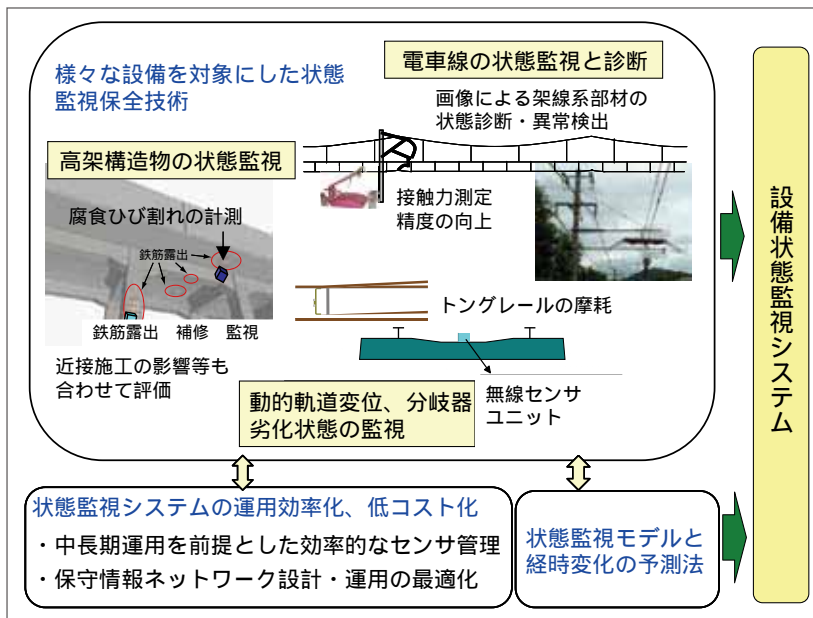 様々な設備を対象にした状態
監視保全技術
電車線の状態監視と診断
画像による架線系部材の
状態診断・異常検出
高架構造物の状態監視
接触力測定
精度の向上
腐食ひび割れの計測
鉄筋露出
鉄筋露出　補修　監視
近接施工の影響等も
合わせて評価
トングレールの摩耗
無線センサ
ユニット
動的軌道変位、分岐器
劣化状態の監視
設備状態監視システム
状態監視システムの運用効率化、低コスト化
・中長期運用を前提とした効率的なセンサ管理
・保守情報ネットワーク設計・運用の最適化
状態監視モデルと
経時変化の予測法